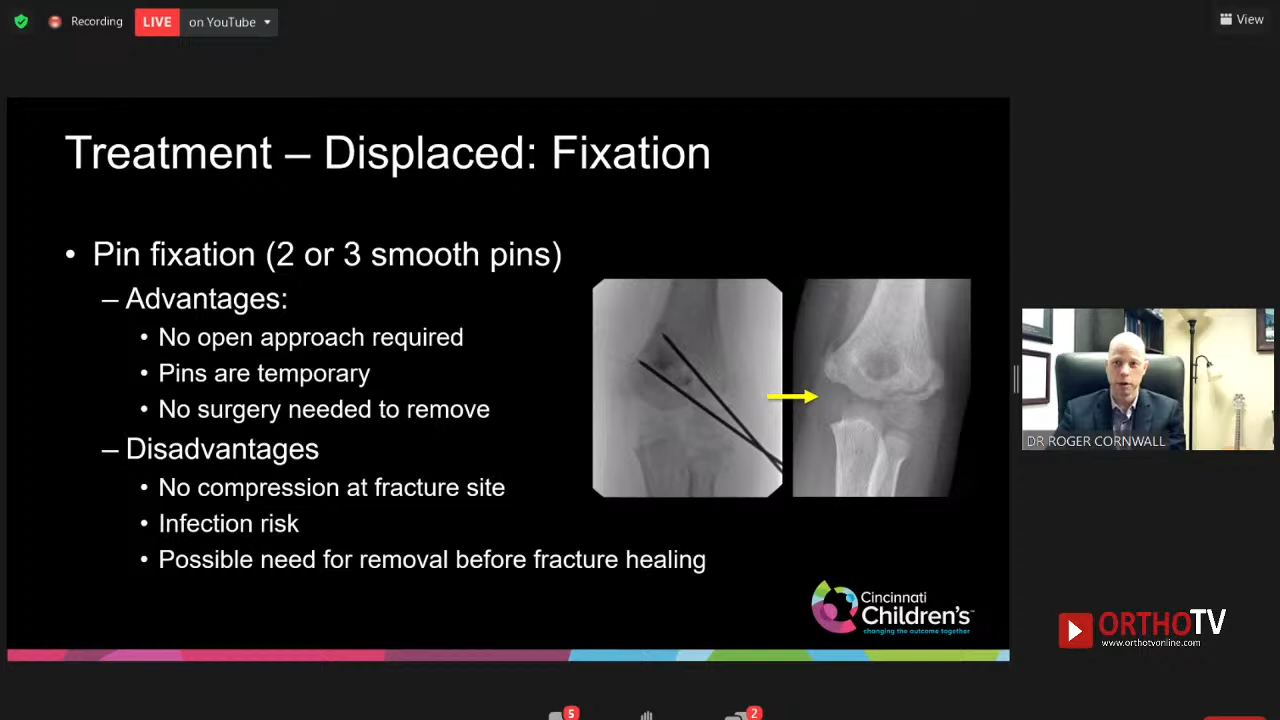 Recording
LIVE
on YouTube
View
Treatment – Displaced: Fixation
• Pin fixation (2 or 3 smooth pins)
– Advantages:
• No open approach required
• Pins are temporary
• No surgery needed to remove
– Disadvantages
• No compression at fracture site
• Infection risk
• Possible need for removal before fracture healing
Cincinnati
Children's™
changing the outcome together
DR ROGER CORNWALL
ORTHOTV
www.orthotvonline.com
5
2